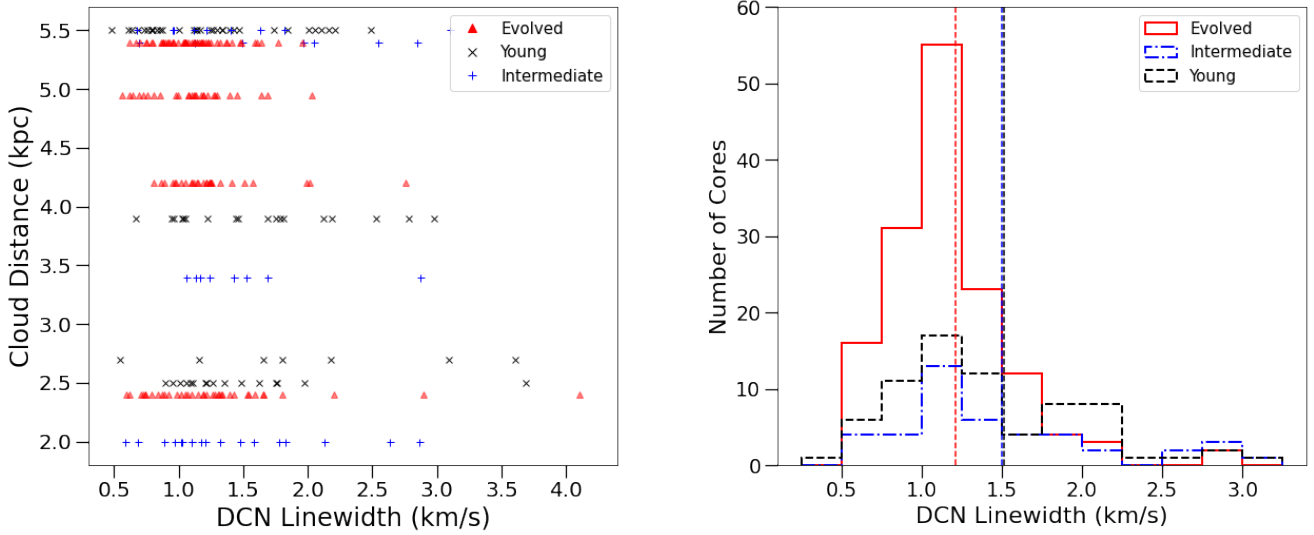 Evolved
Young
Intermediate
5.5
5.0
4.5
4.0
3.5
3.0
2.5
2.0
Cloud Distance (kpc)
0.5 1.0 1.5 2.0 2.5 3.0 3.5 4.0
DCN Linewidth (km/s)
Evolved
Intermediate
Young
60
50
40
30
20
10
0
Number of Cores
0.5 1.0 1.5 2.0 2.5 3.0
DCN Linewidth (km/s)